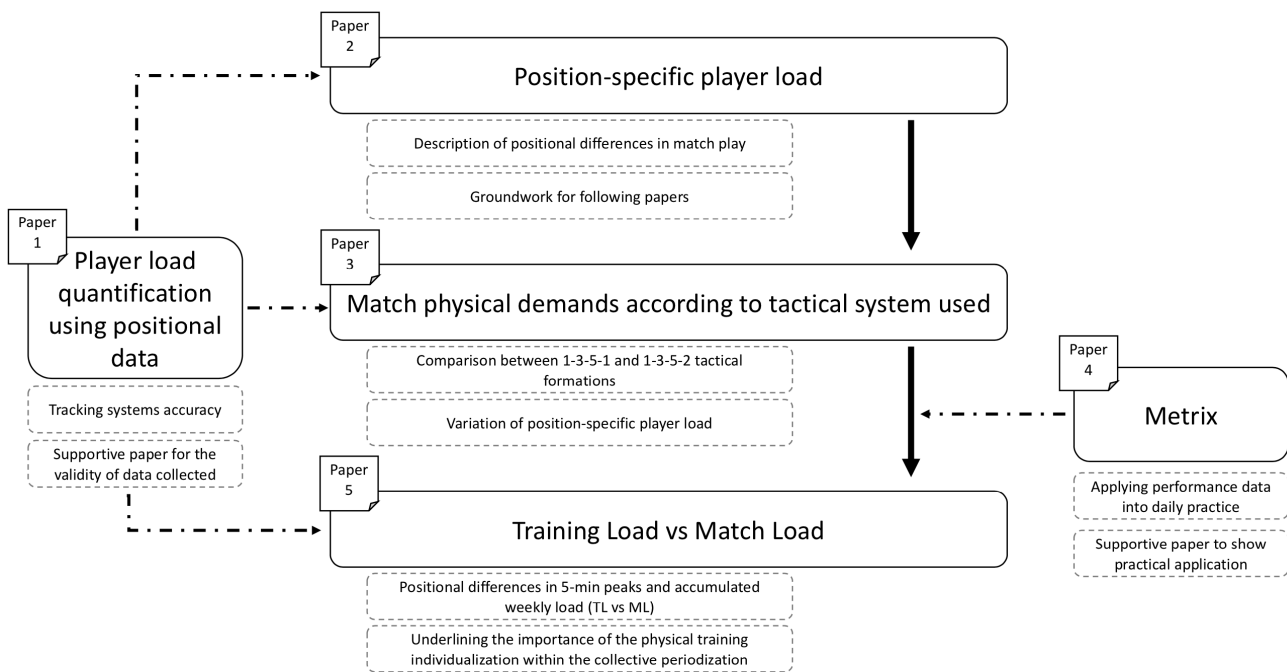 Paper
2
Position-specific player load
Description of positional differences in match play
Groundwork for following papers
Paper
1
Player load
quantification
using positional
data
Tracking systems accuracy
Supportive paper for the
validity of data collected
Paper
3
Match physical demands according to tactical system used
Comparison between 1-3-5-1 and 1-3-5-2 tactical
formations
Variation of position-specific player load
Paper
4
Metrix
Applying performance data
into daily practice
Supportive paper to show
practical application
Paper
5
Training Load vs Match Load
Positional differences in 5-min peaks and accumulated
weekly load (TL vs ML)
Underlining the importance of the physical training
individualization within the collective periodization